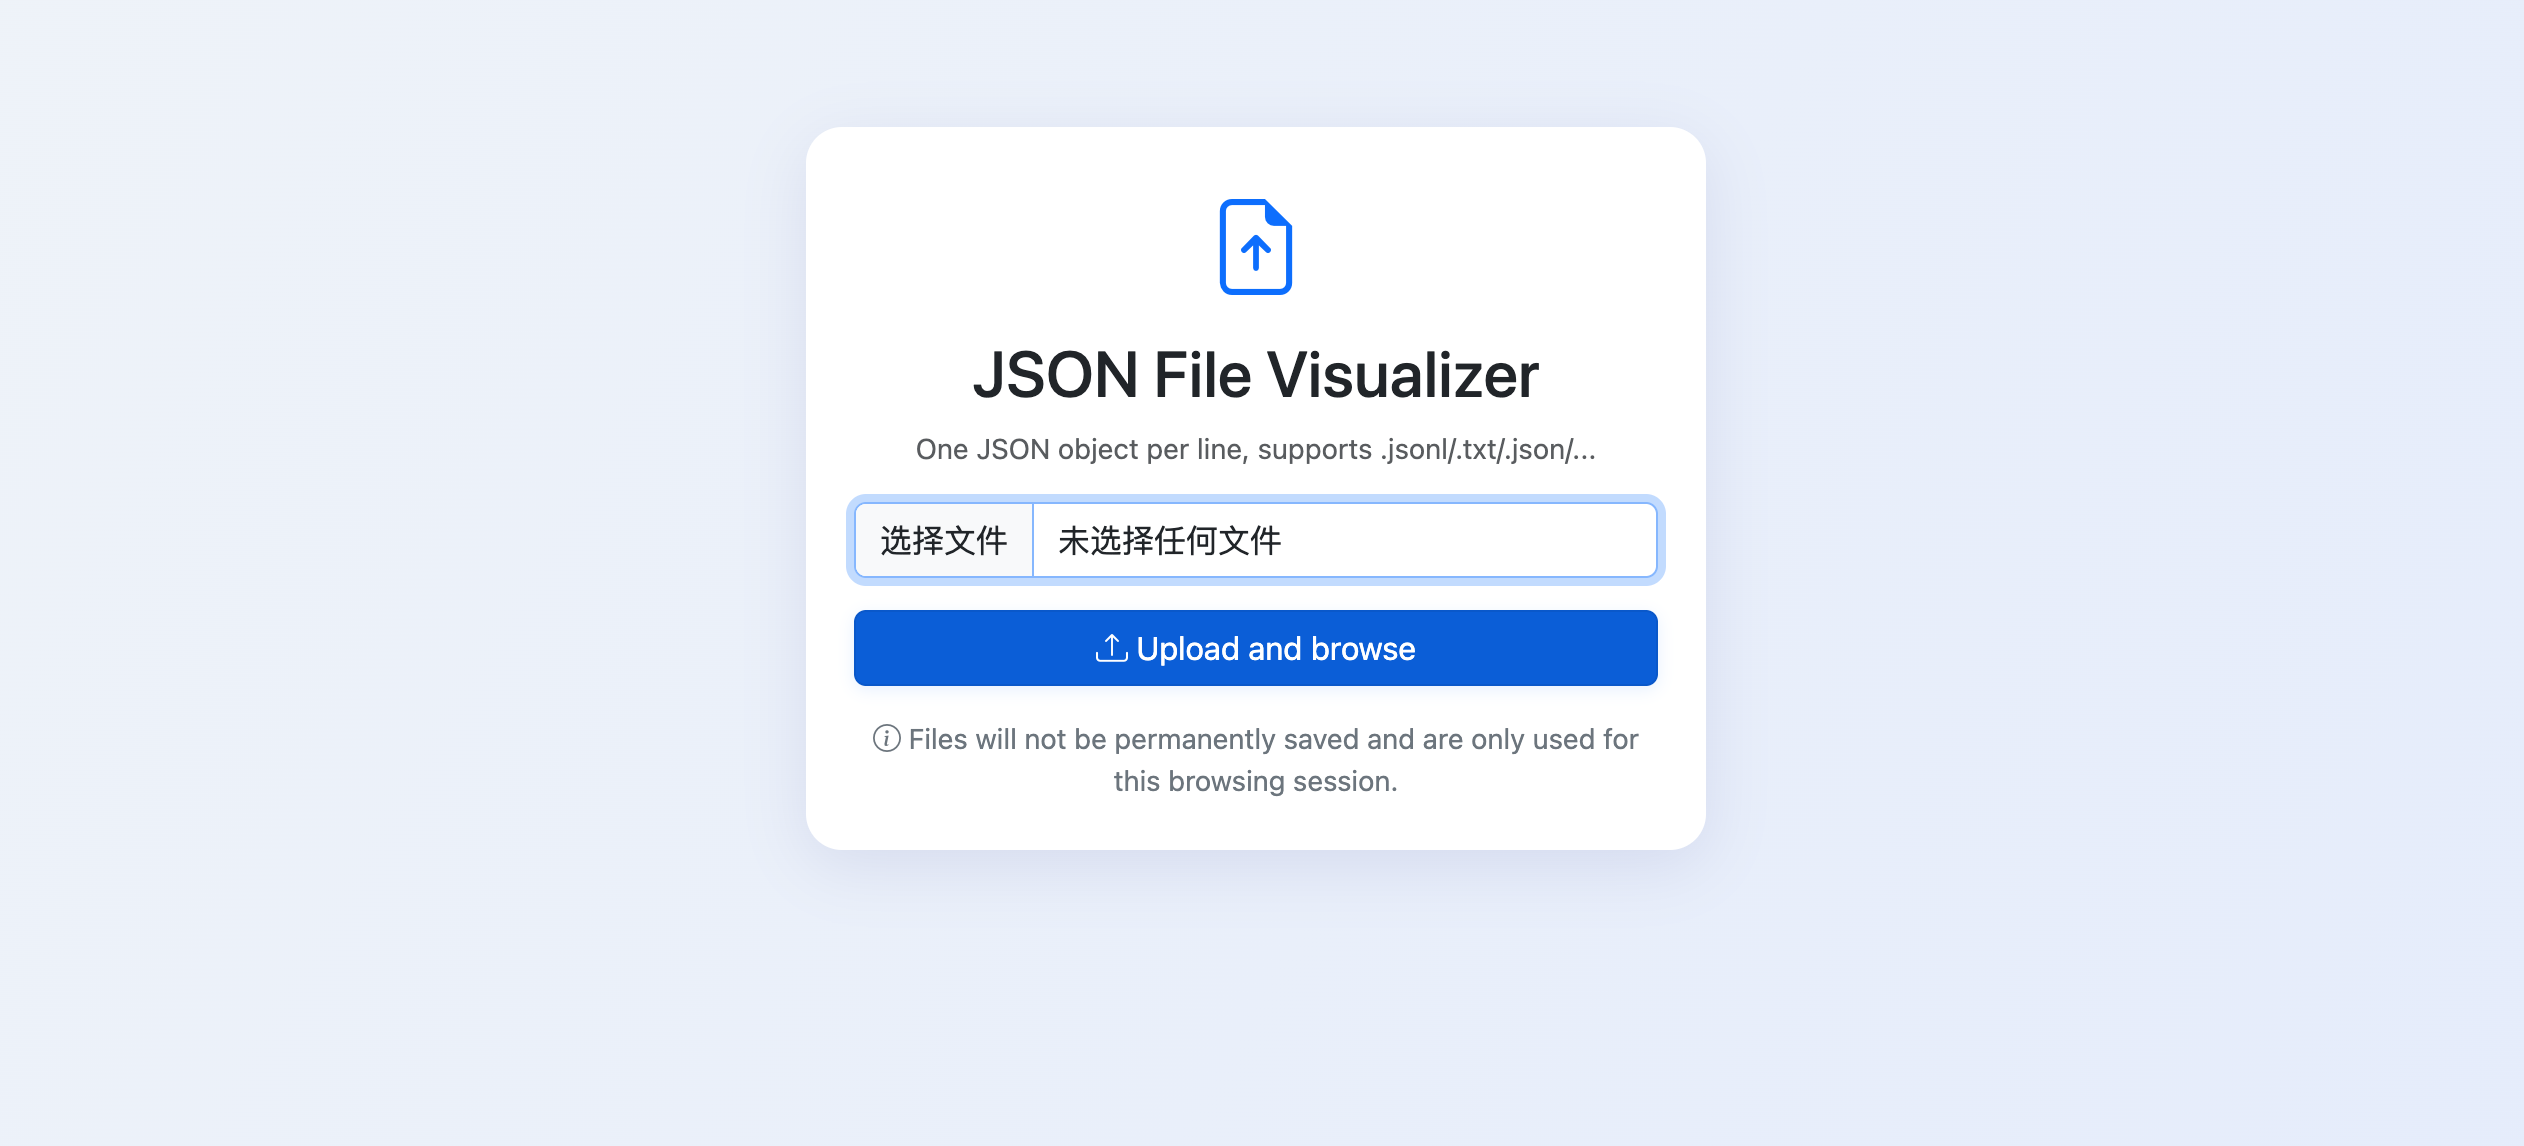 JSON File Visualizer
One JSON object per line, supports .jsonl/.txt/.json/...
选择文件 未选择任何文件
Upload and browse
Files will not be permanently saved and are only used for
this browsing session.